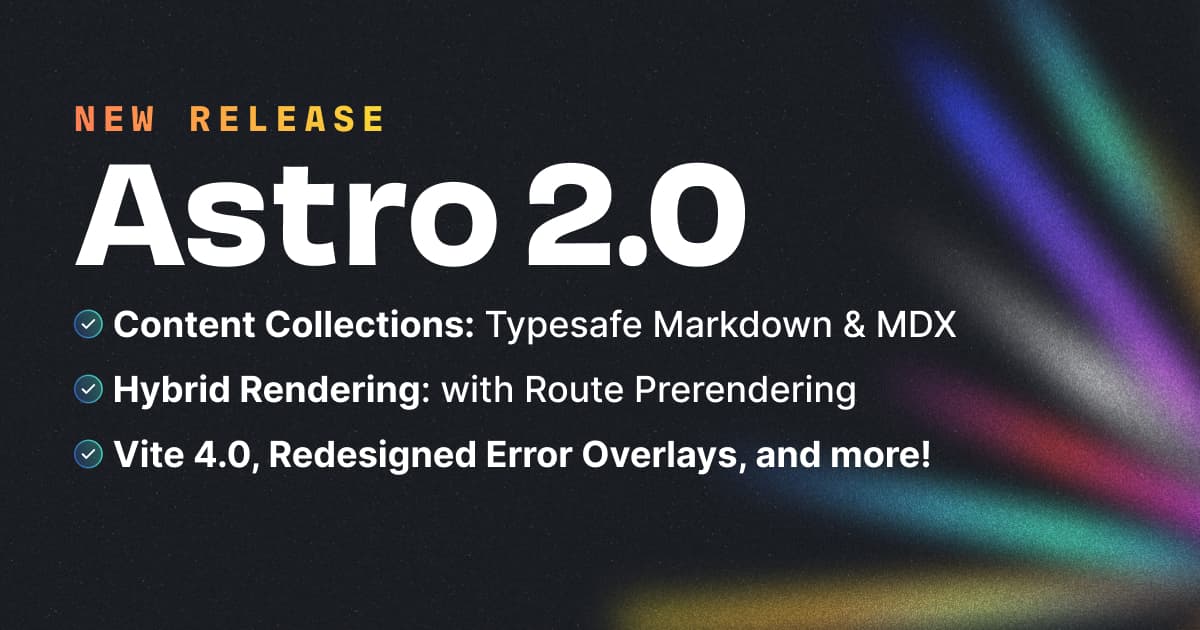 NEW RELEASE
Astro 2.0
Content Collections: Typesafe Markdown & MDX
Hybrid Rendering: with Route Prerendering
Vite 4.0, Redesigned Error Overlays, and more!